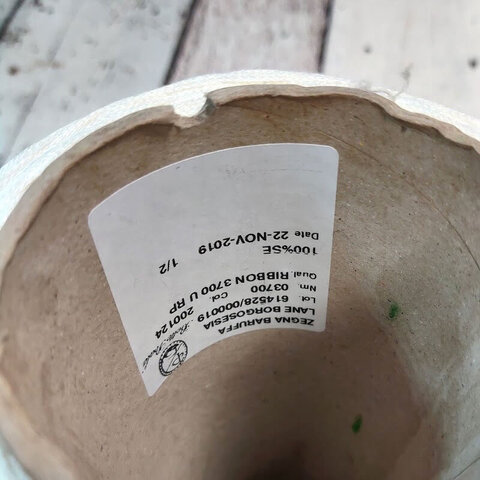 ZEGNA BARUFFA
LANE BORGOSESIA
Lot. 614528/000019 Col. 200124
Nm. 03700
Qual. RIBBON 3700 U RP
100%SE 1/2
Date 22-NOV-2019